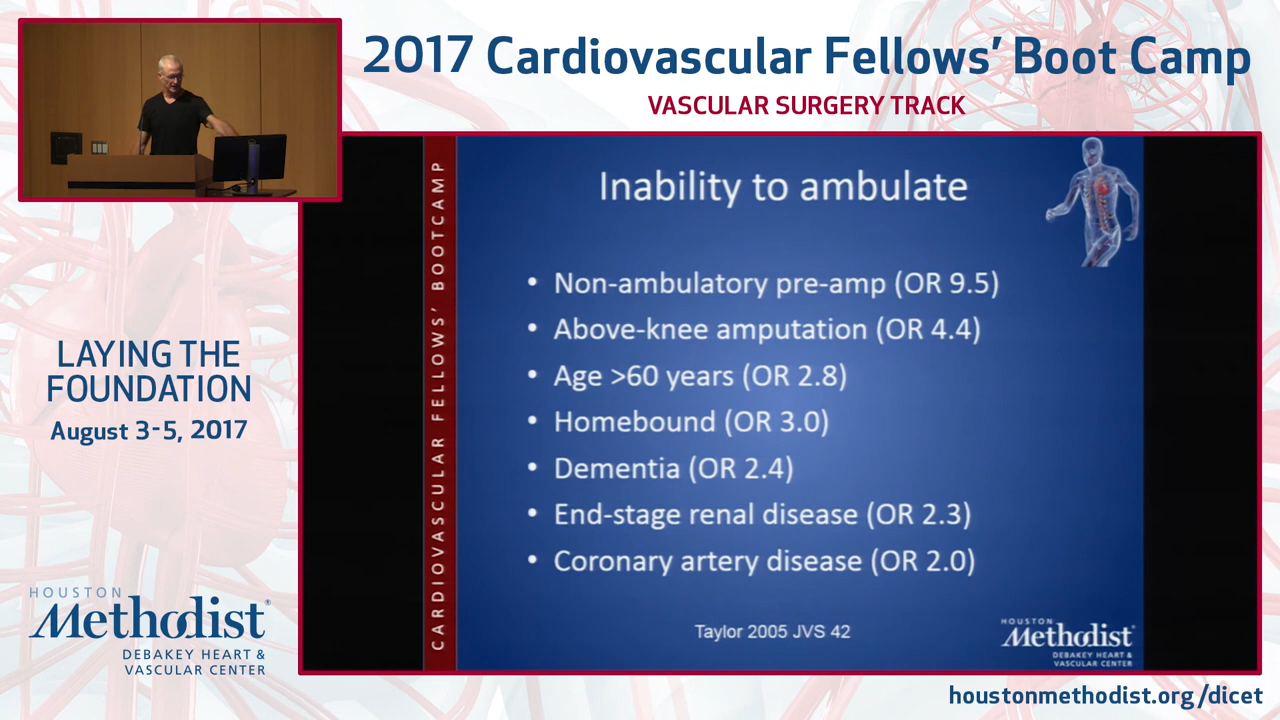 2017 Cardiovascular Fellows’ Boot Camp
VASCULAR SURGERY TRACK
LAYING THE
FOUNDATION
August 3-5, 2017
HOUSTON
Methodist®
DEBAKEY HEART &
VASCULAR CENTER
CARDIOVASCULAR FELLOWS’ BOOTCAMP
Inability to ambulate
• Non-ambulatory pre-amp (OR 9.5)
• Above-knee amputation (OR 4.4)
• Age >60 years (OR 2.8)
• Homebound (OR 3.0)
• Dementia (OR 2.4)
• End-stage renal disease (OR 2.3)
• Coronary artery disease (OR 2.0)
Taylor 2005 JVS 42
HOUSTON
Methodist®
DEBAKEY HEART &
VASCULAR CENTER
houstonmethodist.org/dicet